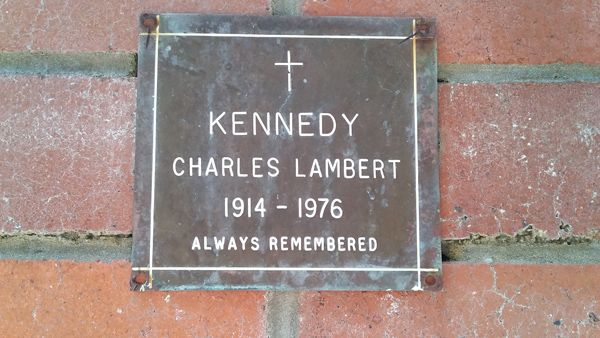 KENNEDY
CHARLES LAMBERT
1914 - 1976
ALWAYS REMEMBERED